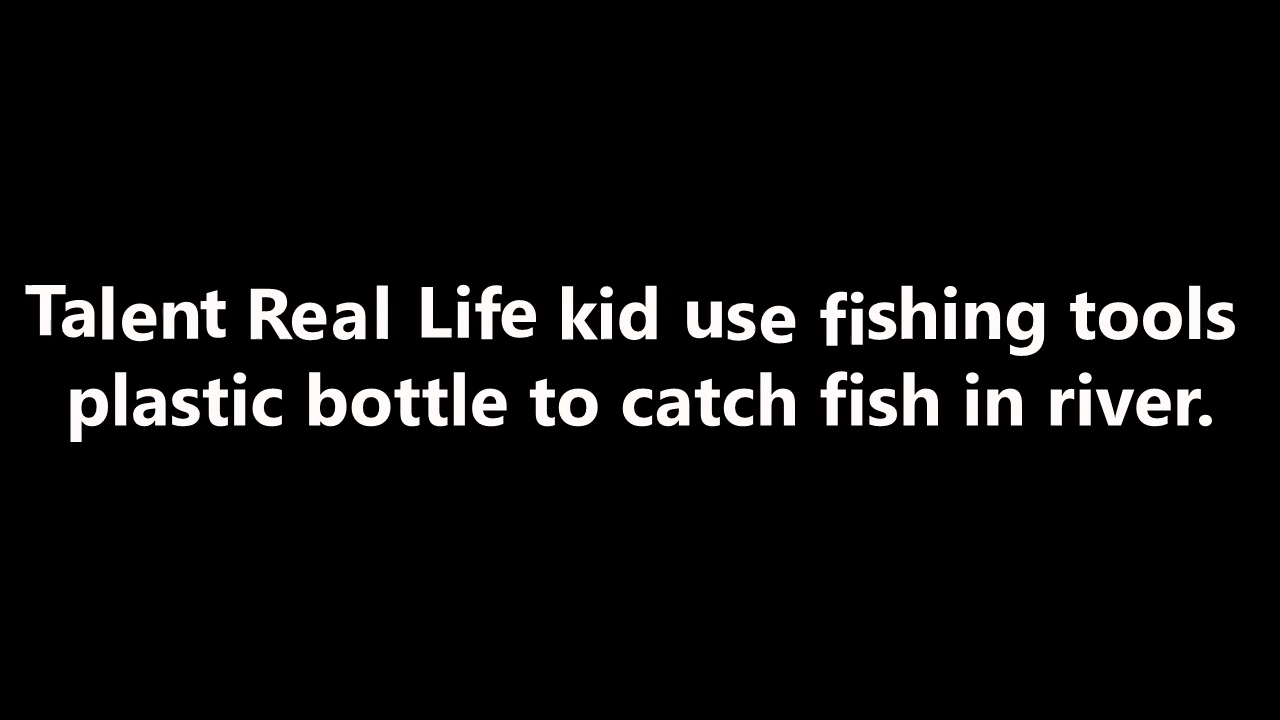 Talent Real Life kid use fishing tools
plastic bottle to catch fish in river.